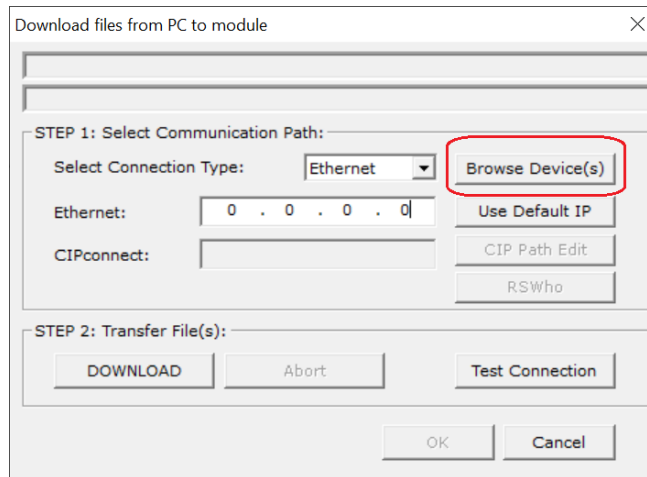 Download files from PC to module
STEP 1: Select Communication Path:
Select Connection Type: Ethernet Browse Device(s)
Ethernet: 0 . 0 . 0 . 0 Use Default IP
CIPconnect: CIP Path Edit
RSWho
STEP 2: Transfer File(s):
DOWNLOAD Abort Test Connection
OK Cancel